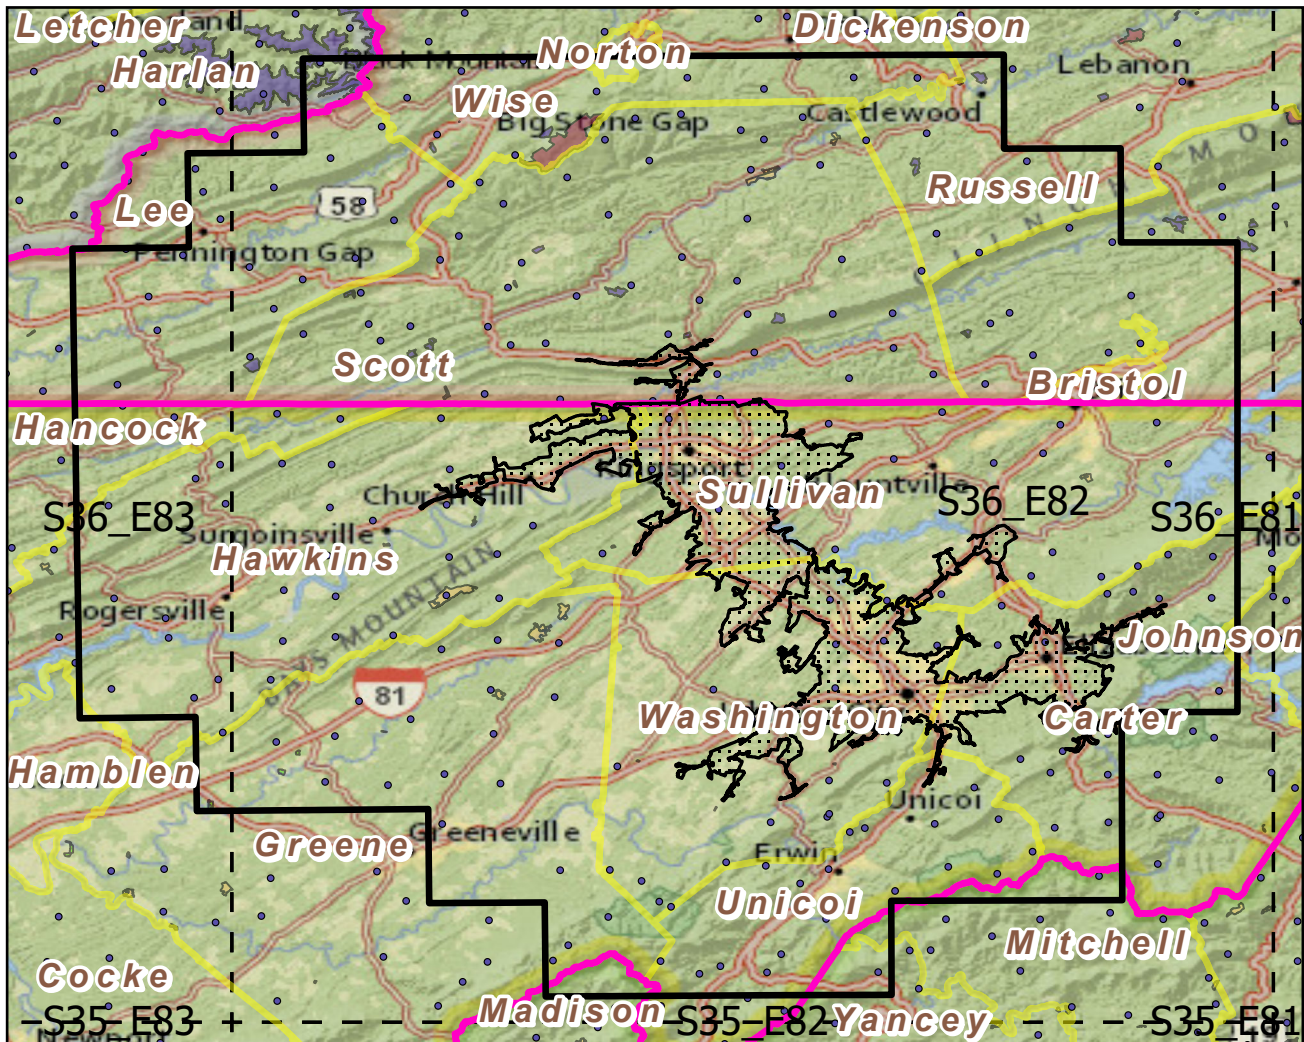 Letcher
Dickenson
Norton
Harlan
Lebanon
Wise
Big Stone Gap
Castlewood
Russell
58
Lee
Pennington Gap
Scott
Bristol
Hancock
Kingsport
Church Hill
Sullivan
S36_E82
S36_E83
S36_E81
Surgoinsville
Hawkins
MOUNTAIN
Rogersville
Johnson
BAYS
81
Washington
Carter
Hamblen
Unicoi
Greeneville
Greene
Erwin
Unicoi
Mitchell
Cocke
Madison
Yancey
S35_E83
S35_E82
S35_E81